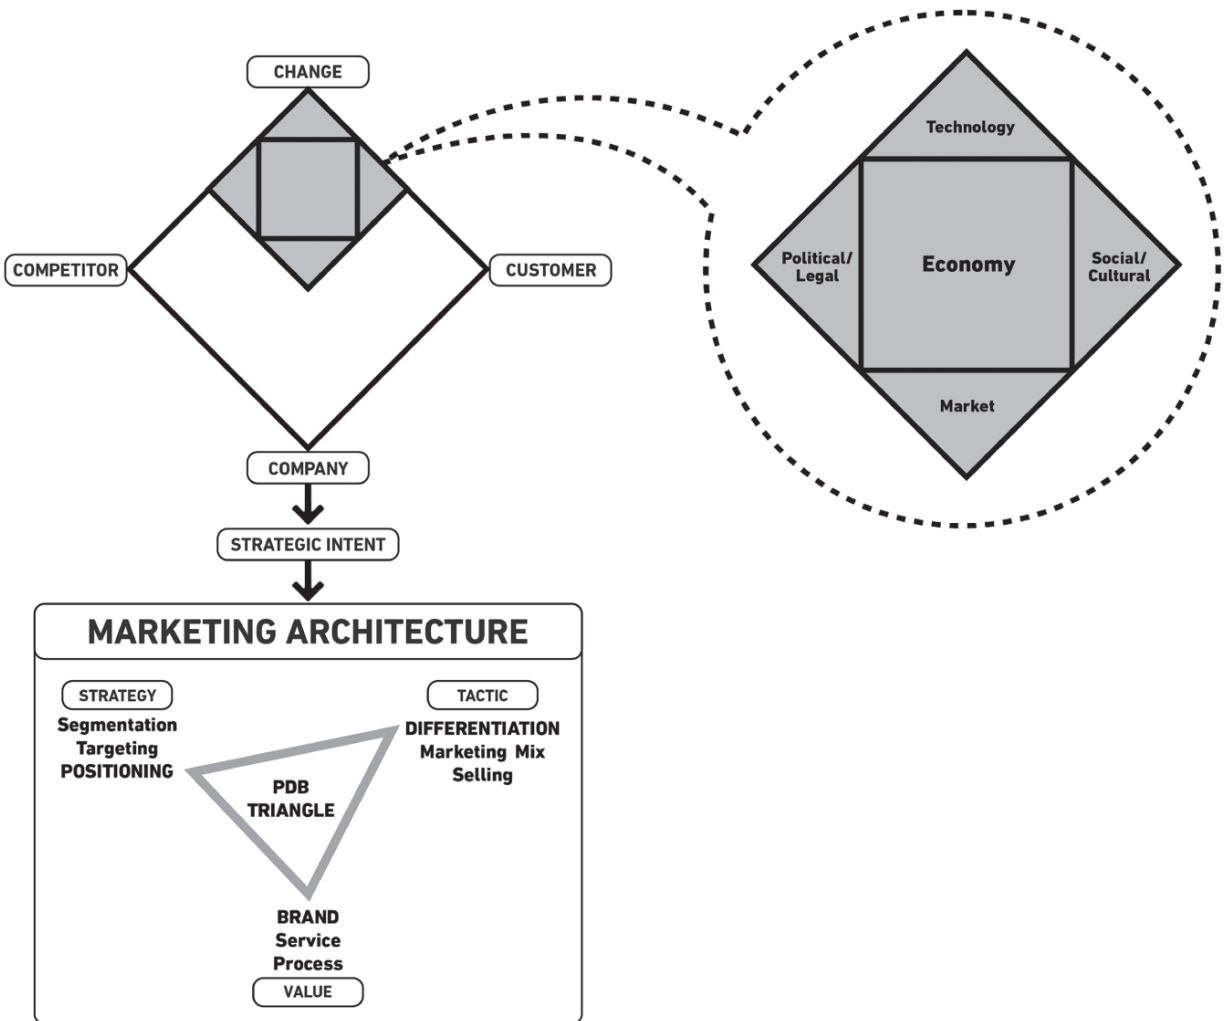 CHANGE
Technology
COMPETITOR
CUSTOMER
Political/
Legal
Economy
Social/
Cultural
Market
COMPANY
STRATEGIC INTENT
MARKETING ARCHITECTURE
STRATEGY
Segmentation
Targeting
POSITIONING
TACTIC
DIFFERENTIATION
Marketing Mix
Selling
PDB
TRIANGLE
BRAND
Service
Process
VALUE